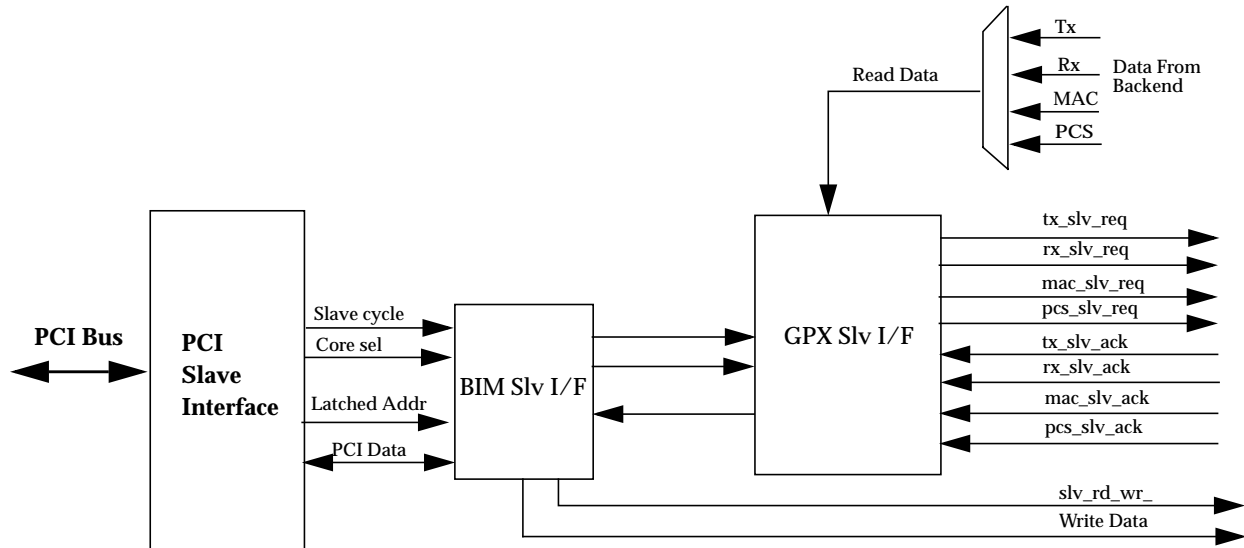 Tx
Rx
Data From
Backend
Read Data
MAC
PCS
tx_slv_req
rx_slv_req
mac_slv_req
pcs_slv_req
tx_slv_ack
rx_slv_ack
mac_slv_ack
pcs_slv_ack
GPX Slv I/F
Slave cycle
Core sel
PCI Bus
PCI
Slave
Interface
BIM Slv I/F
Latched Addr
PCI Data
slv_rd_wr_
Write Data